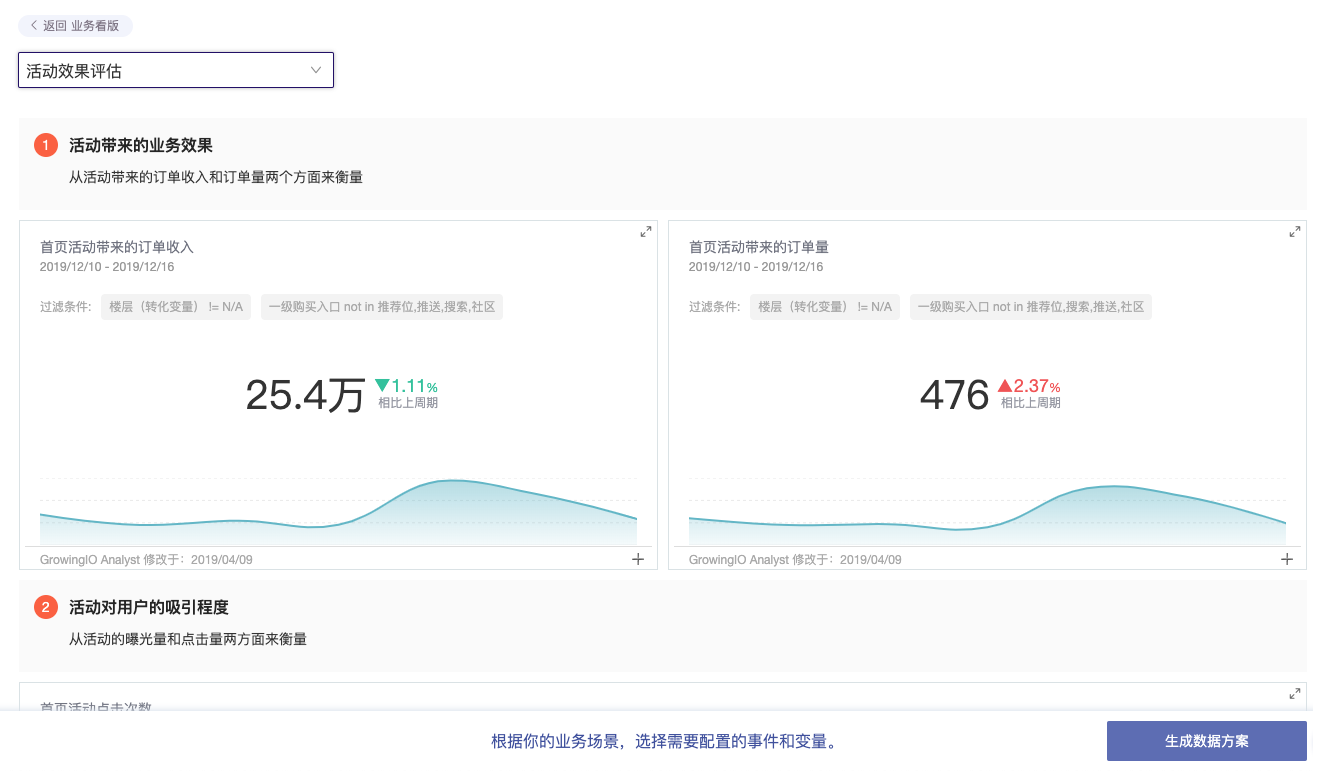 返回 业务看版
活动效果评估
1 活动带来的业务效果
从活动带来的订单收入和订单量两个方面来衡量
首页活动带来的订单收入
2019/12/10 - 2019/12/16
过滤条件: 楼层（转化变量） != N/A 一级购买入口 not in 推荐位,推送,搜索,社区
25.4万 ▼1.11%
相比上周期
GrowingIO Analyst 修改于：2019/04/09
首页活动带来的订单量
2019/12/10 - 2019/12/16
过滤条件: 楼层（转化变量） != N/A 一级购买入口 not in 推荐位,搜索,推送,社区
476 ▲2.37%
相比上周期
GrowingIO Analyst 修改于：2019/04/09
2 活动对用户的吸引程度
从活动的曝光量和点击量两方面来衡量
首页活动点击次数
根据你的业务场景，选择需要配置的事件和变量。
生成数据方案